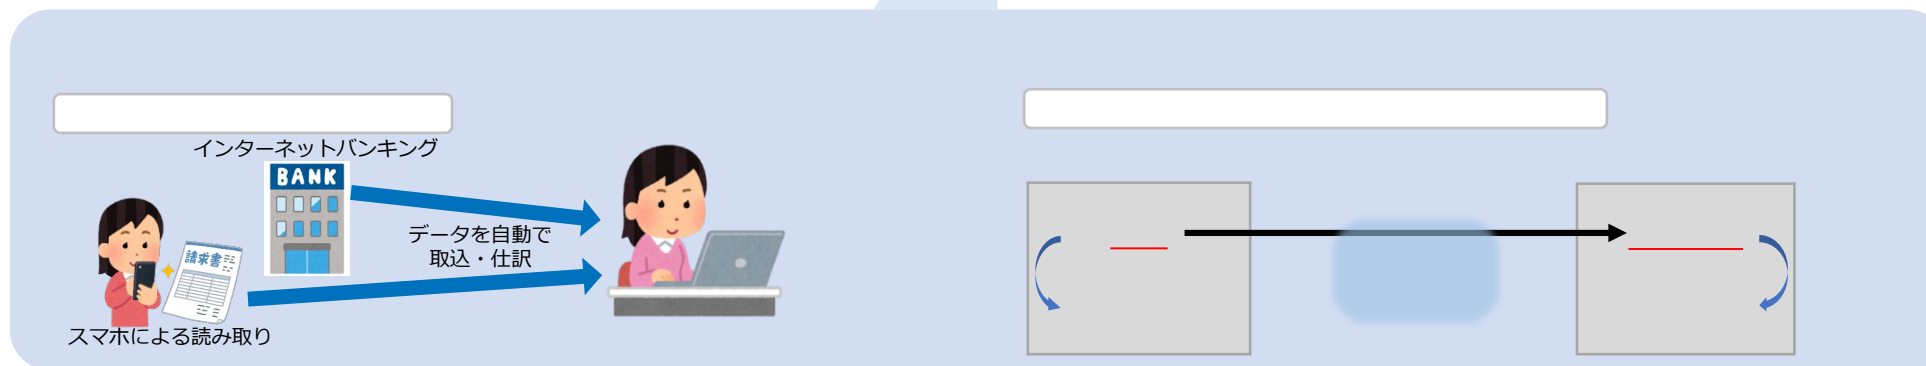 インターネットバンキング
BANK
請求書
データを自動で
取込・仕訳
スマホによる読み取り